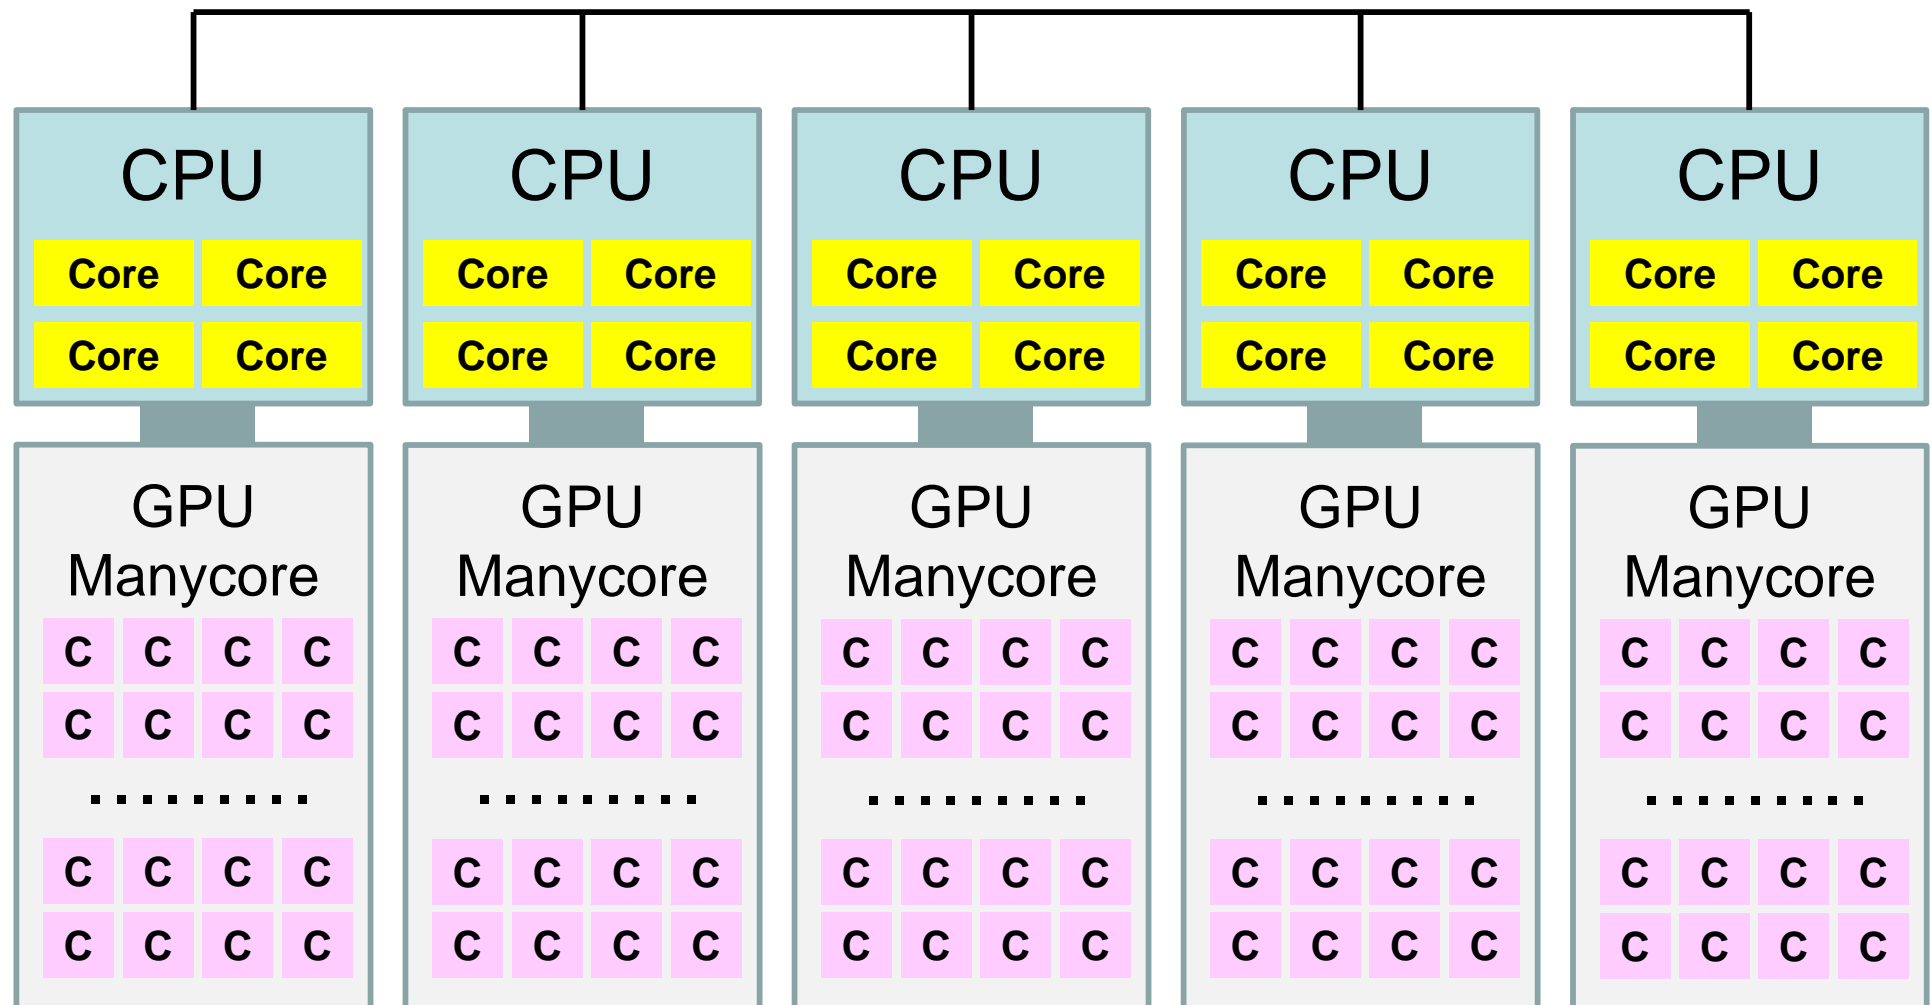 CPU CPU CPU CPU CPU
Core Core Core Core Core Core Core Core Core Core
Core Core Core Core Core Core Core Core Core Core
GPU GPU GPU GPU GPU
Manycore Manycore Manycore Manycore Manycore
C C C C C C C C C C C C C C C C C C C C
C C C C C C C C C C C C C C C C C C C C
......... ......... ......... ......... .........
C C C C C C C C C C C C C C C C C C C C
C C C C C C C C C C C C C C C C C C C C